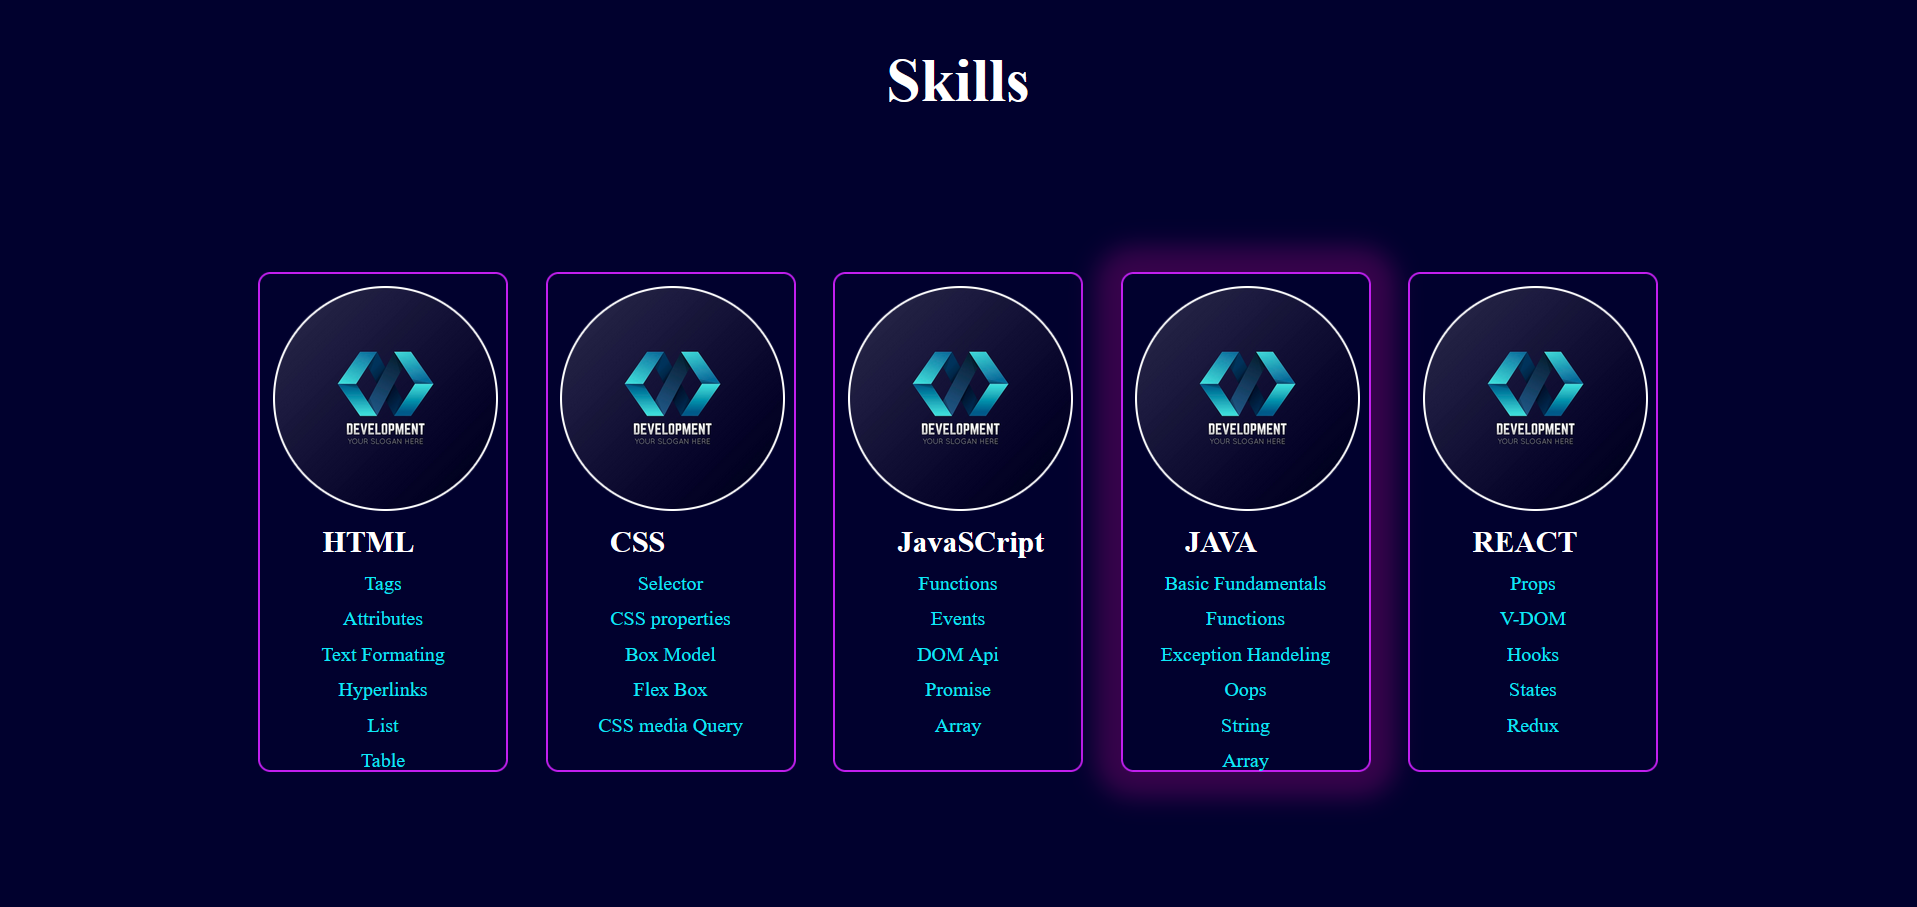 Skills
DEVELOPMENT
YOUR SLOGAN HERE
HTML
Tags
Attributes
Text Formating
Hyperlinks
List
Table
DEVELOPMENT
YOUR SLOGAN HERE
CSS
Selector
CSS properties
Box Model
Flex Box
CSS media Query
DEVELOPMENT
YOUR SLOGAN HERE
JavaSCript
Functions
Events
DOM Api
Promise
Array
DEVELOPMENT
YOUR SLOGAN HERE
JAVA
Basic Fundamentals
Functions
Exception Handeling
Oops
String
Array
DEVELOPMENT
YOUR SLOGAN HERE
REACT
Props
V-DOM
Hooks
States
Redux